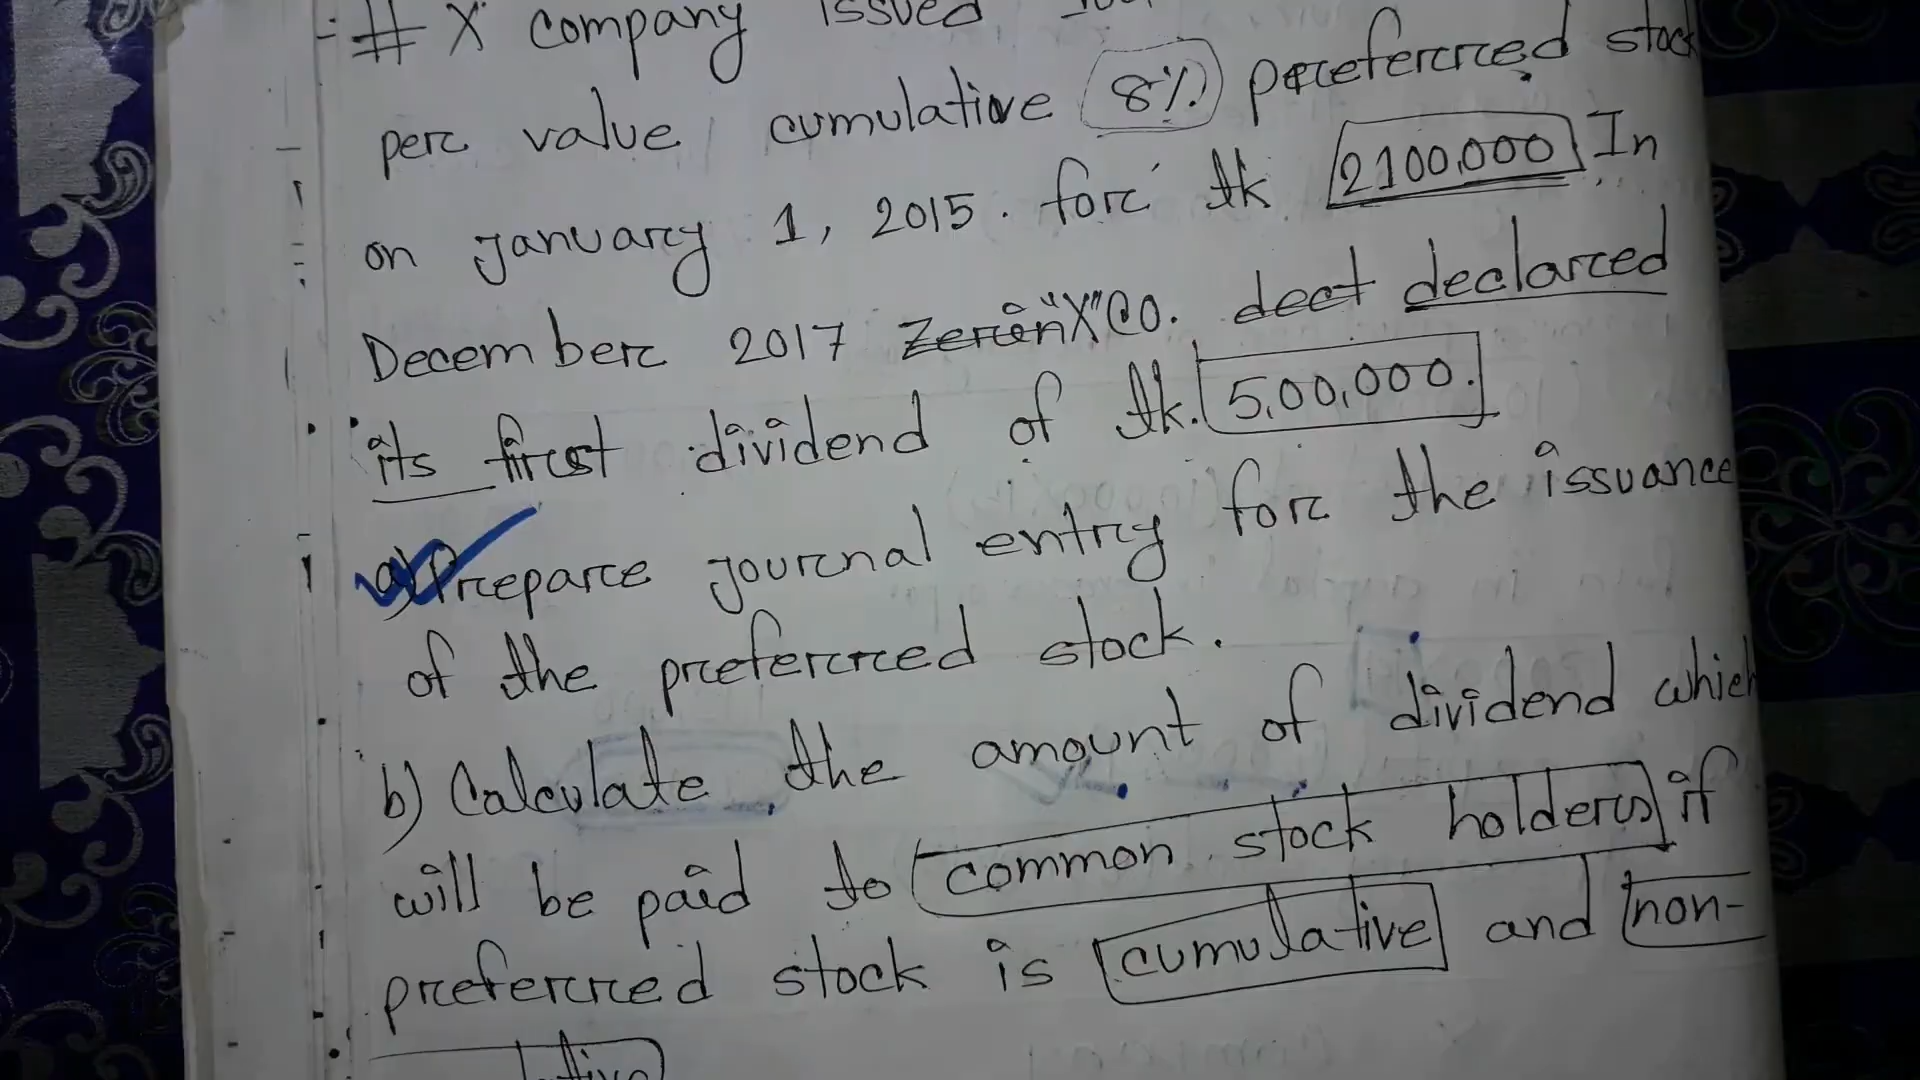 # X company issued
per value cumulative 8% preferred stock
on january 1, 2015. for tk 2100,000 In
December 2017 Zeron "X" CO. dect declared
its first dividend of tk. 5,00,000.
a) Prepare journal entry for the issuance
of the preferred stock.
b) Calculate the amount of dividend which
will be paid to common stock holders if
preferred stock is cumulative and non-